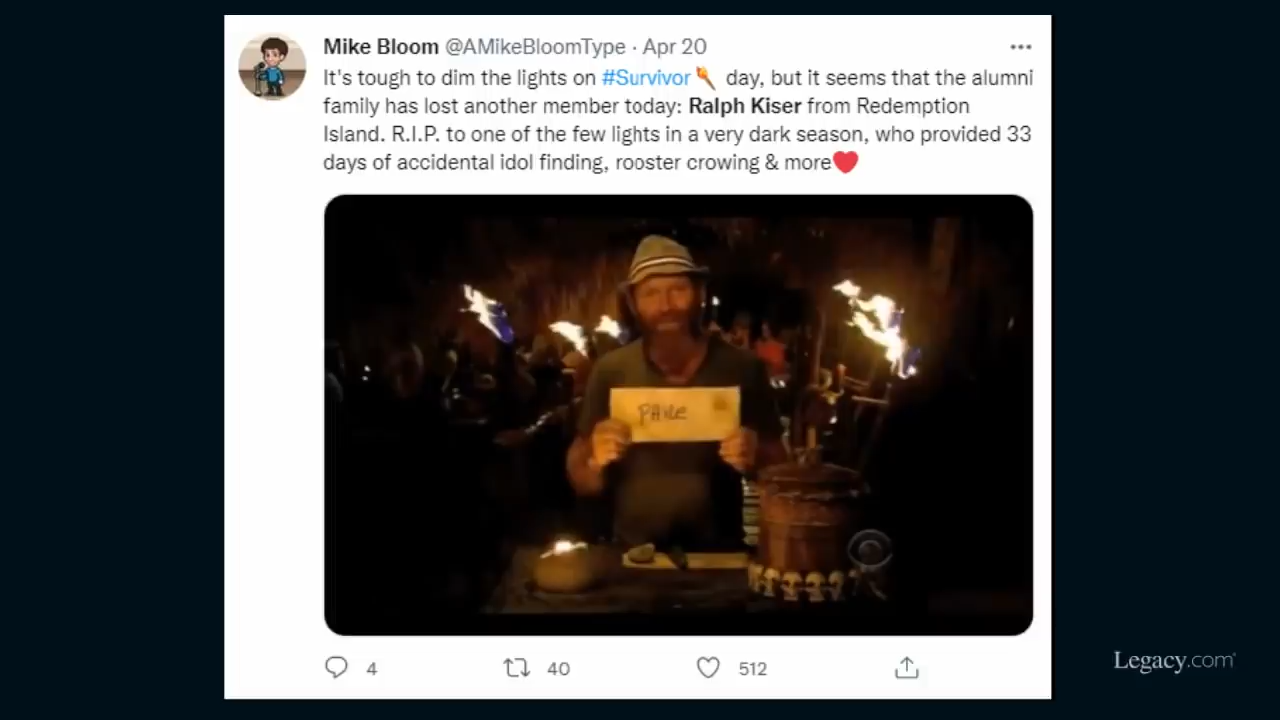 Mike Bloom @AMikeBloomType · Apr 20
It's tough to dim the lights on #Survivor day, but it seems that the alumni
family has lost another member today: Ralph Kiser from Redemption
Island. R.I.P. to one of the few lights in a very dark season, who provided 33
days of accidental idol finding, rooster crowing & more
PHiLe
4
40
512
Legacy.com